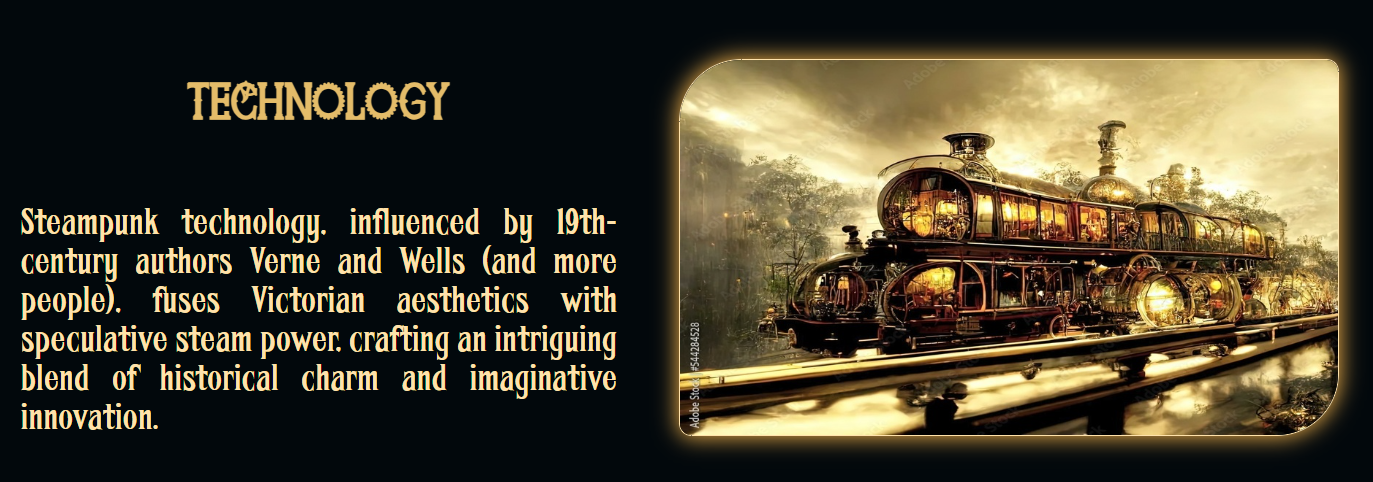 TECHNOLOGY
Steampunk technology, influenced by 19th-
century authors Verne and Wells (and more
people), fuses Victorian aesthetics with
speculative steam power, crafting an intriguing
blend of historical charm and imaginative
innovation.
Adobe Stock | #544284528